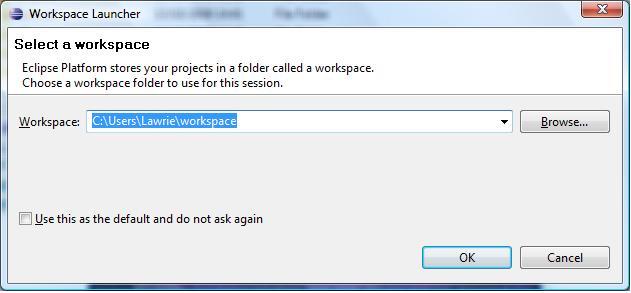 Workspace Launcher
Select a workspace
Eclipse Platform stores your projects in a folder called a workspace.
Choose a workspace folder to use for this session.
Workspace: C:\Users\Lawrie\workspace Browse...
Use this as the default and do not ask again
OK Cancel